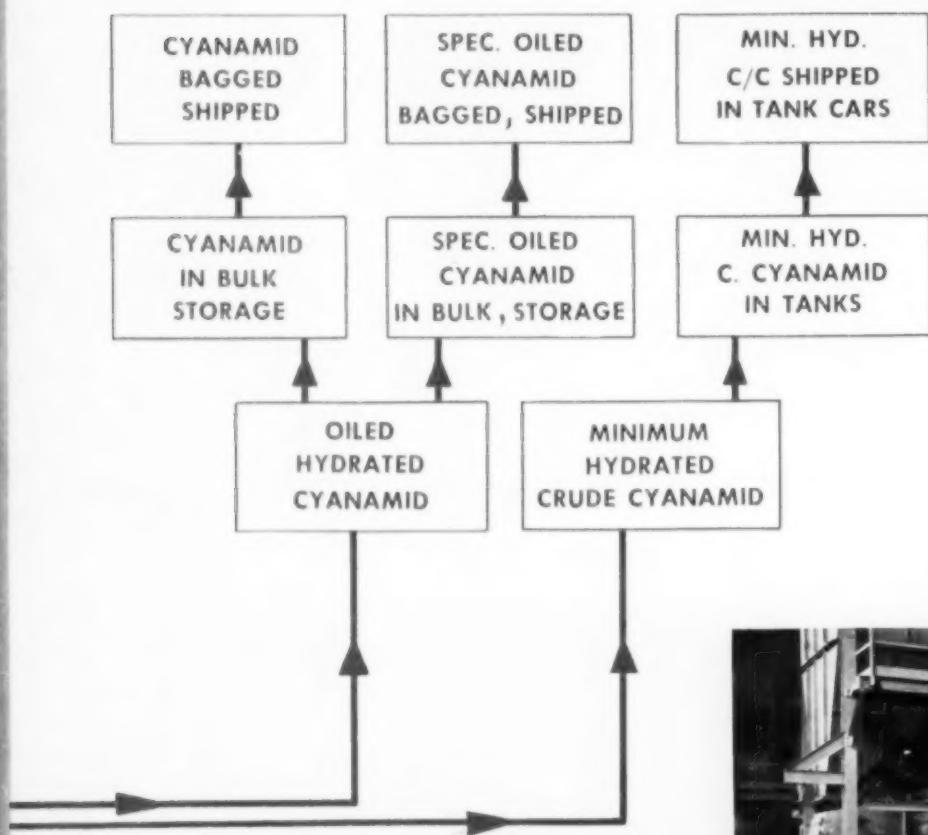 CYANAMID
BAGGED
SHIPPED
SPEC. OILED
CYANAMID
BAGGED, SHIPPED
MIN. HYD.
C/C SHIPPED
IN TANK CARS
CYANAMID
IN BULK
STORAGE
SPEC. OILED
CYANAMID
IN BULK, STORAGE
MIN. HYD.
C. CYANAMID
IN TANKS
OILED
HYDRATED
CYANAMID
MINIMUM
HYDRATED
CRUDE CYANAMID